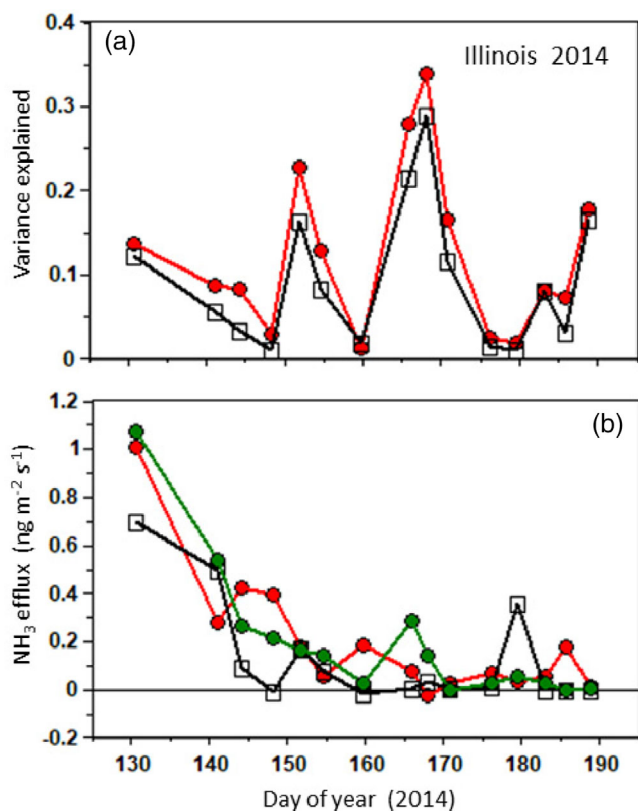 (a)
Illinois 2014
0.4
0.3
0.2
0.1
0
Variance explained
(b)
1.2
1
0.8
0.6
0.4
0.2
0
-0.2
NH₃ efflux (ng m⁻² s⁻¹)
130 140 150 160 170 180 190
Day of year (2014)